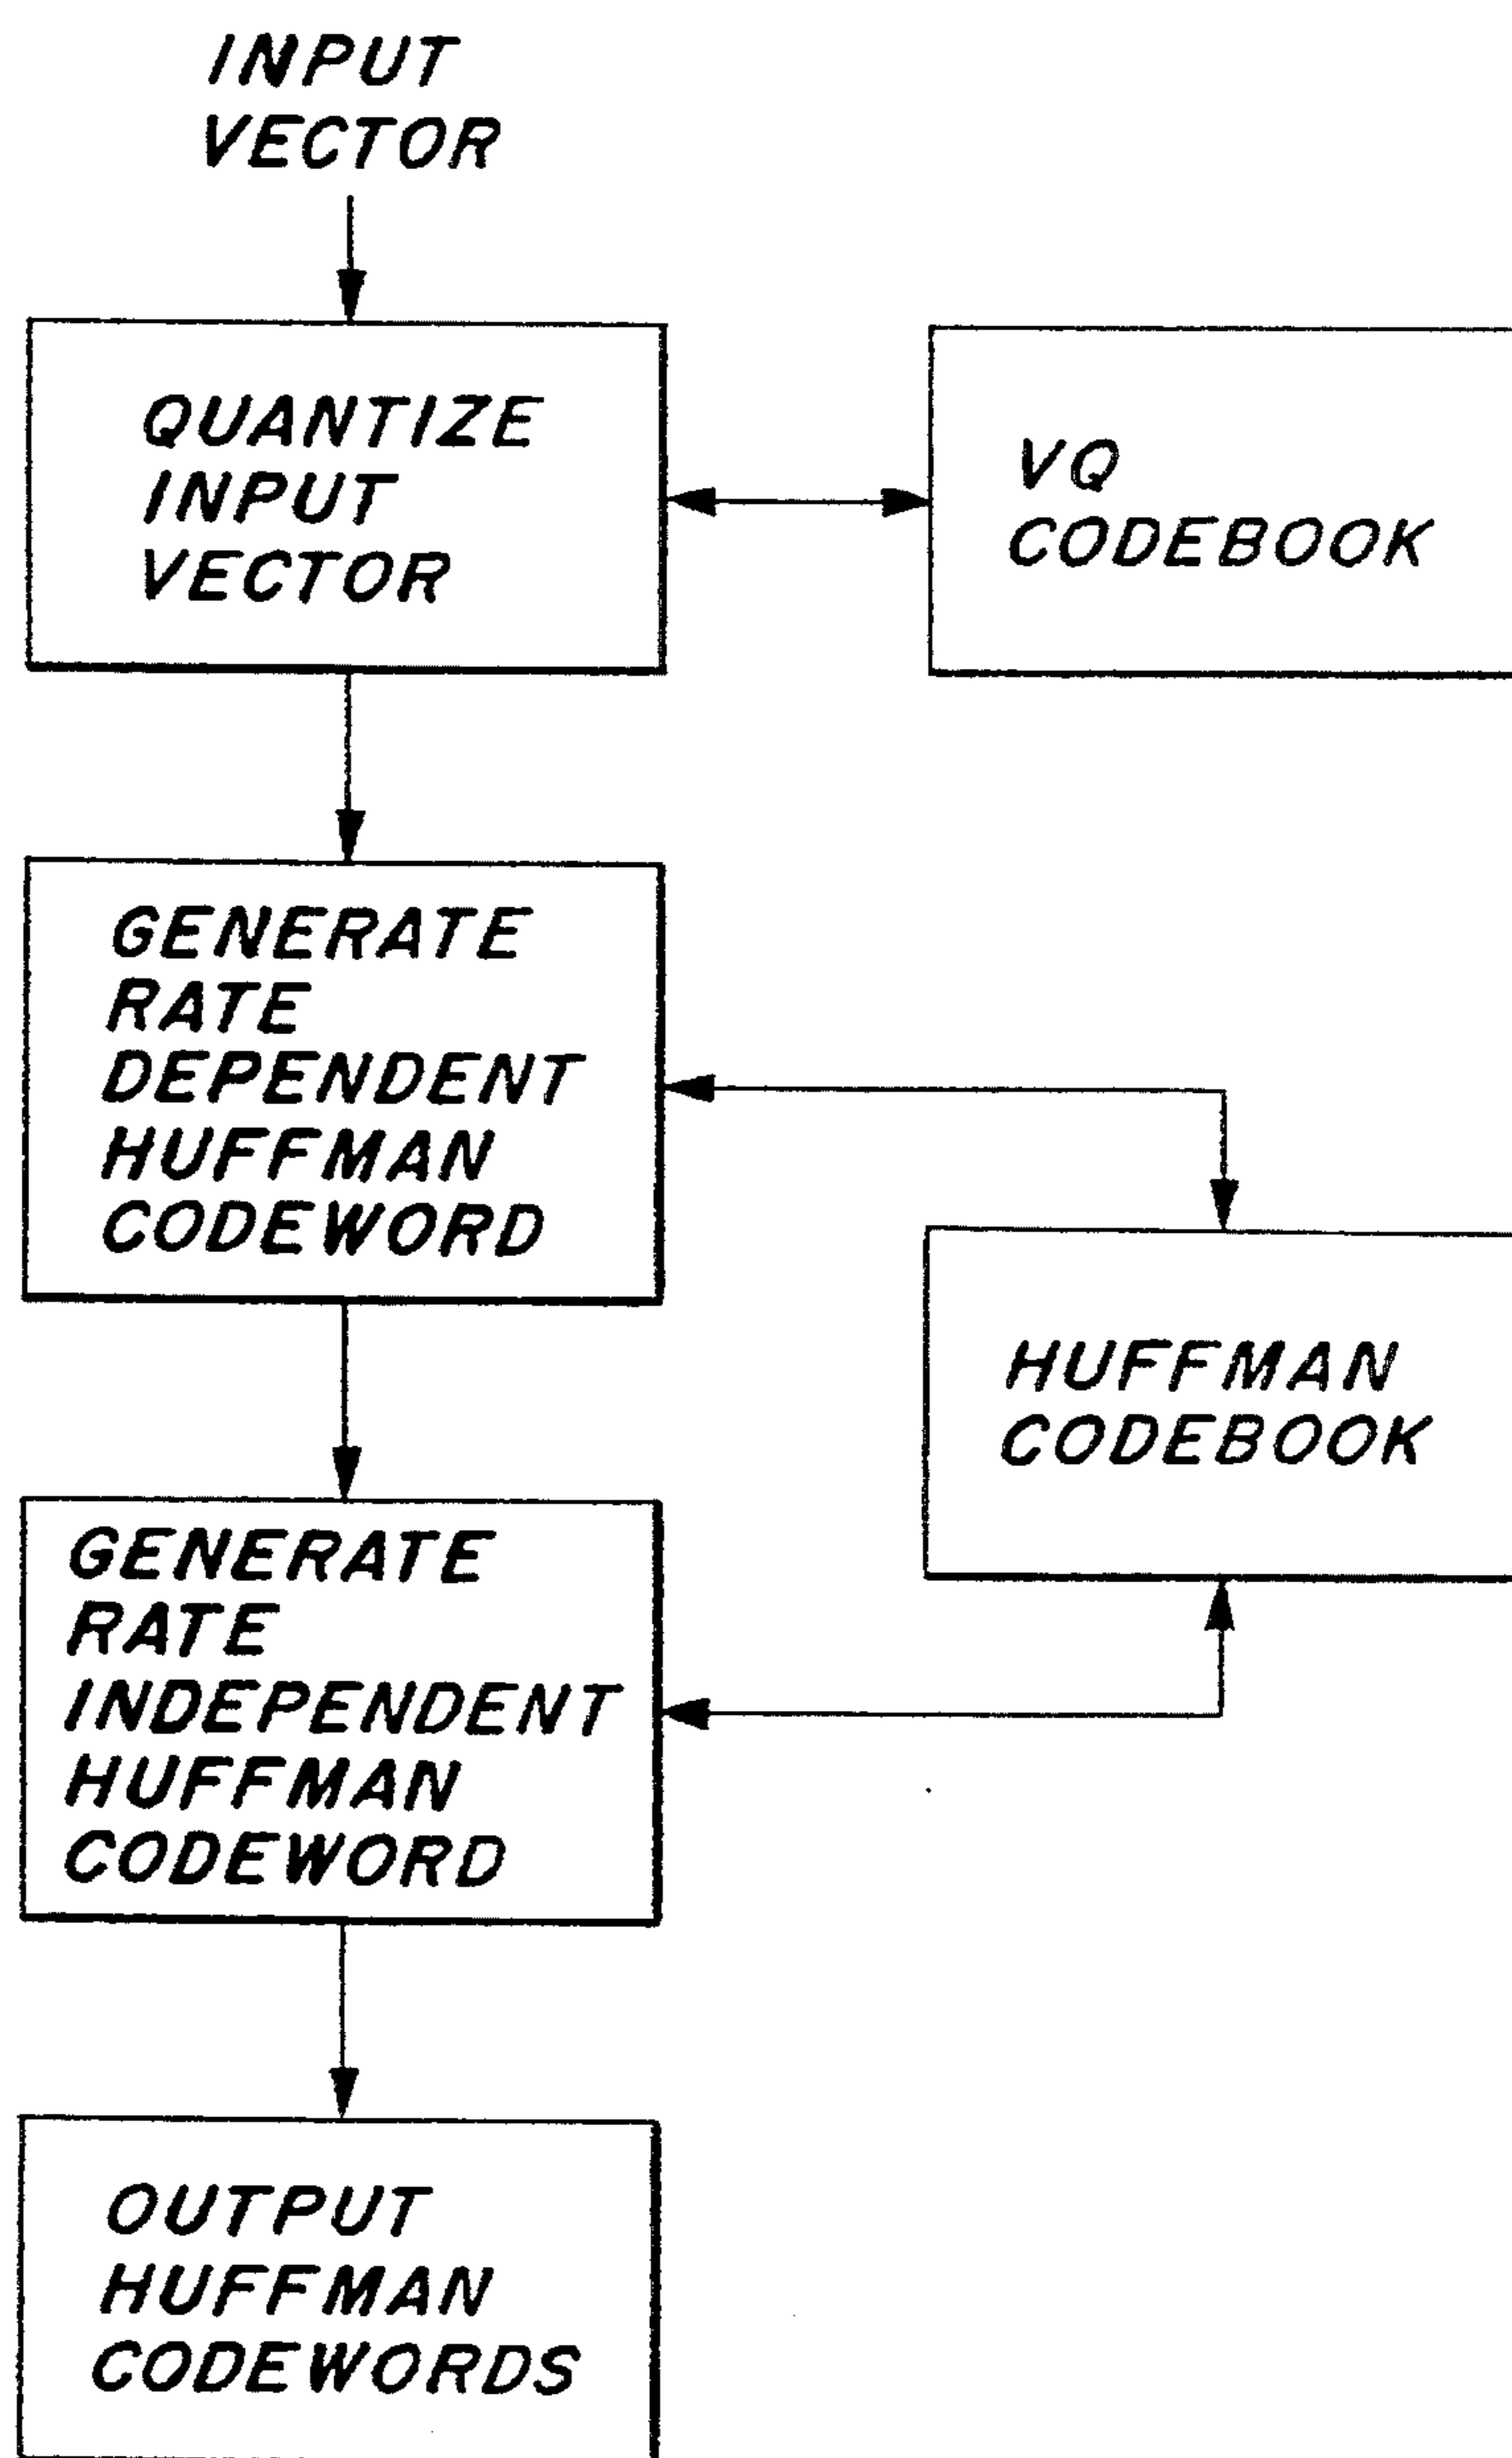 INPUT
VECTOR
QUANTIZE
INPUT
VECTOR
VQ
CODEBOOK
GENERATE
RATE
DEPENDENT
HUFFMAN
CODEWORD
HUFFMAN
CODEBOOK
GENERATE
RATE
INDEPENDENT
HUFFMAN
CODEWORD
OUTPUT
HUFFMAN
CODEWORDS